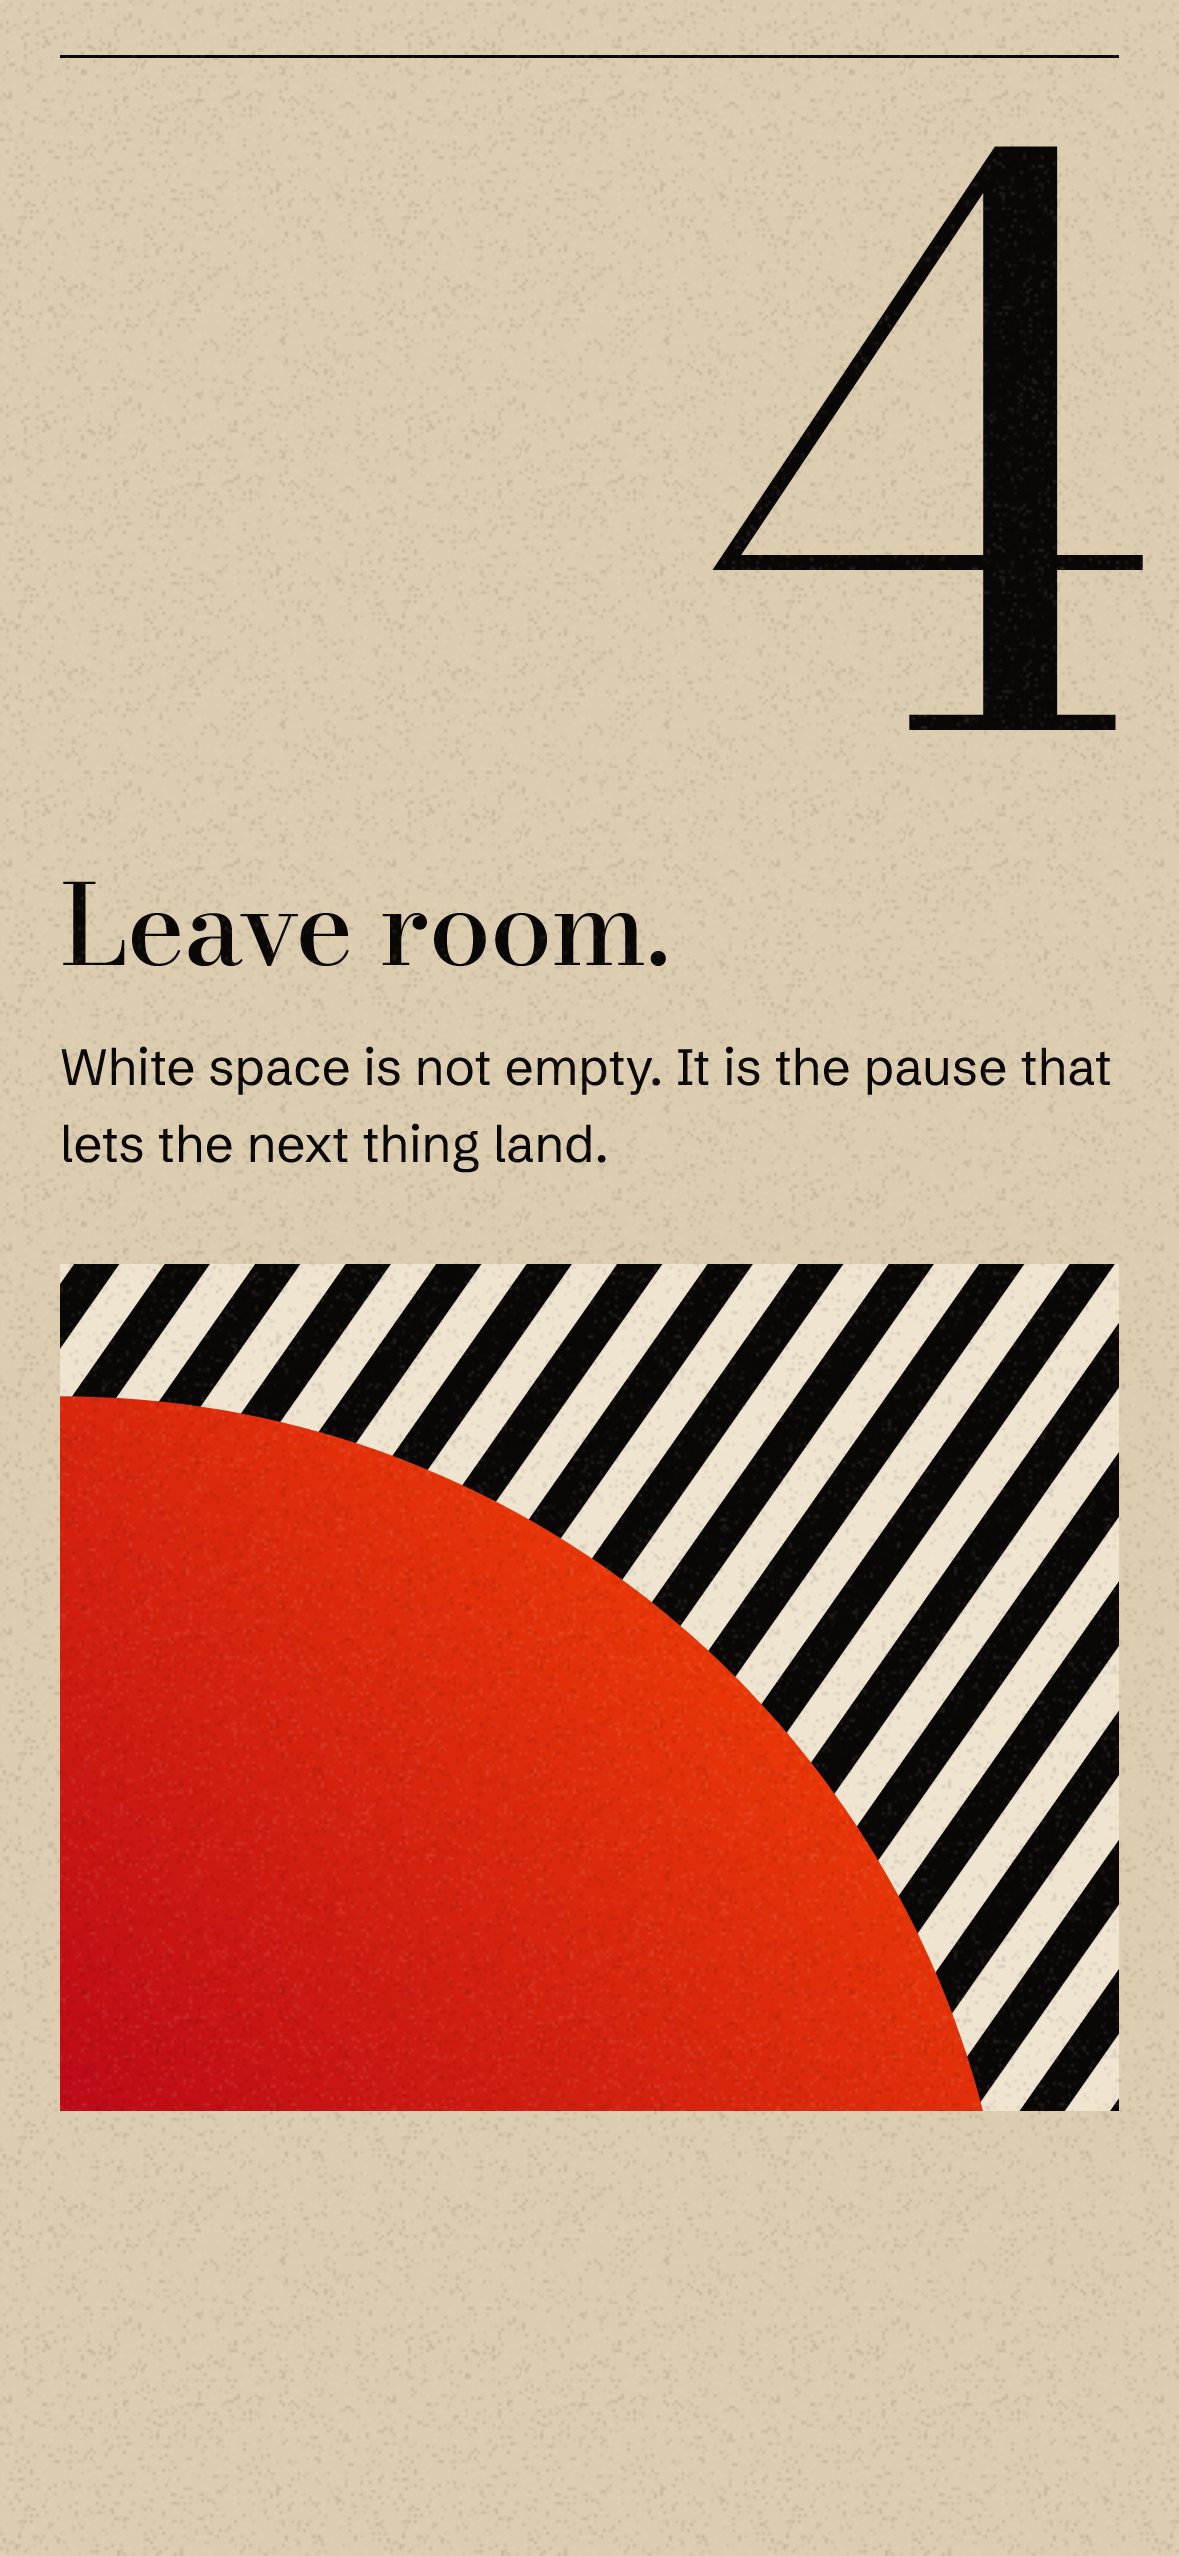 4
Leave room.
White space is not empty. It is the pause that
lets the next thing land.